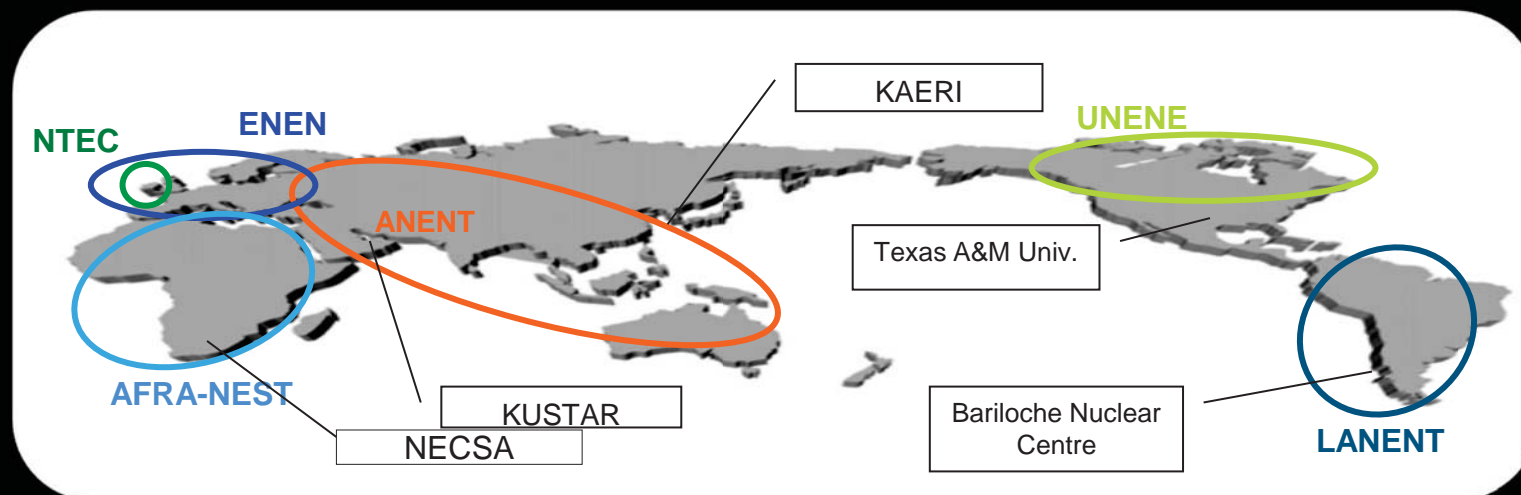 KAERI
UNENE
ENEN
NTEC
ANENT
Texas A&M Univ.
AFRA-NEST
KUSTAR
NECSA
Bariloche Nuclear
Centre
LANENT